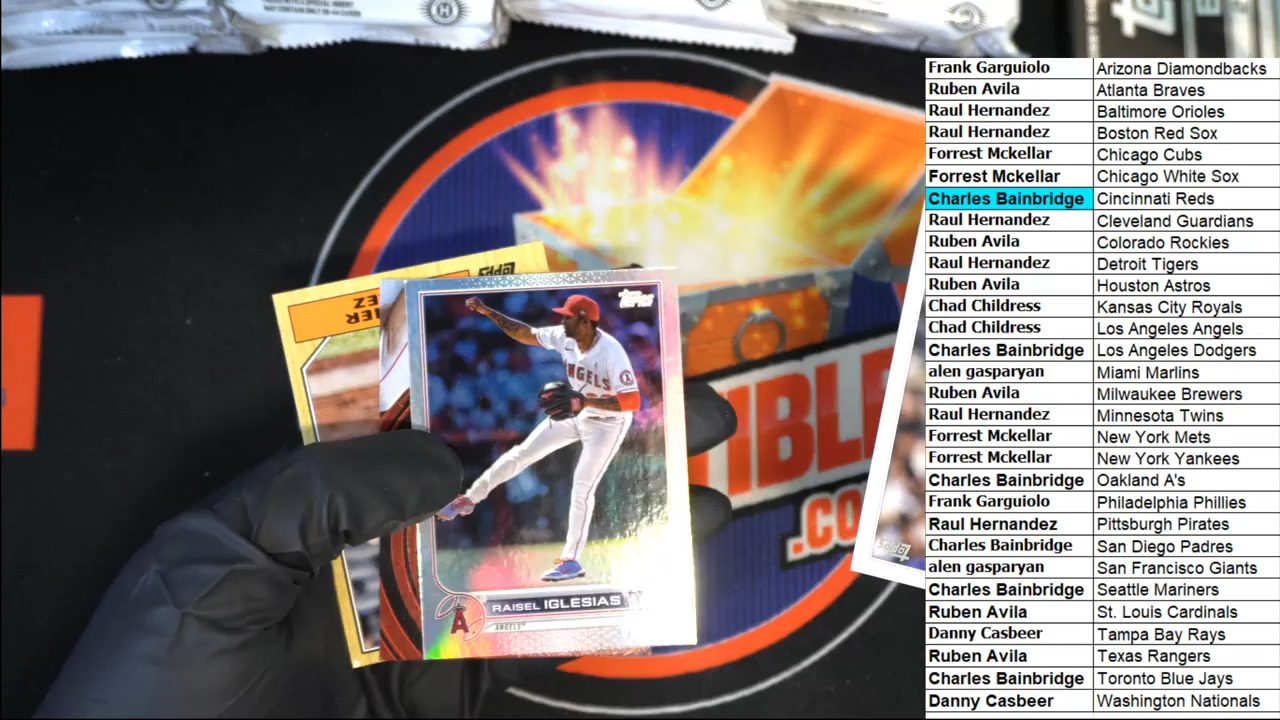 H
Frank Garguiolo Arizona Diamondbacks
Ruben Avila Atlanta Braves
Raul Hernandez Baltimore Orioles
Raul Hernandez Boston Red Sox
Forrest Mckellar Chicago Cubs
Forrest Mckellar Chicago White Sox
Charles Bainbridge Cincinnati Reds
Raul Hernandez Cleveland Guardians
Ruben Avila Colorado Rockies
Raul Hernandez Detroit Tigers
Ruben Avila Houston Astros
Chad Childress Kansas City Royals
Chad Childress Los Angeles Angels
Charles Bainbridge Los Angeles Dodgers
alen gasparyan Miami Marlins
Ruben Avila Milwaukee Brewers
Raul Hernandez Minnesota Twins
Forrest Mckellar New York Mets
Forrest Mckellar New York Yankees
Charles Bainbridge Oakland A's
Frank Garguiolo Philadelphia Phillies
Raul Hernandez Pittsburgh Pirates
Charles Bainbridge San Diego Padres
alen gasparyan San Francisco Giants
Charles Bainbridge Seattle Mariners
Ruben Avila St. Louis Cardinals
Danny Casbeer Tampa Bay Rays
Ruben Avila Texas Rangers
Charles Bainbridge Toronto Blue Jays
Danny Casbeer Washington Nationals
topps
topps
ANGELS
A
RAISEL IGLESIAS
ANGELS
IBLE
.CO
topps